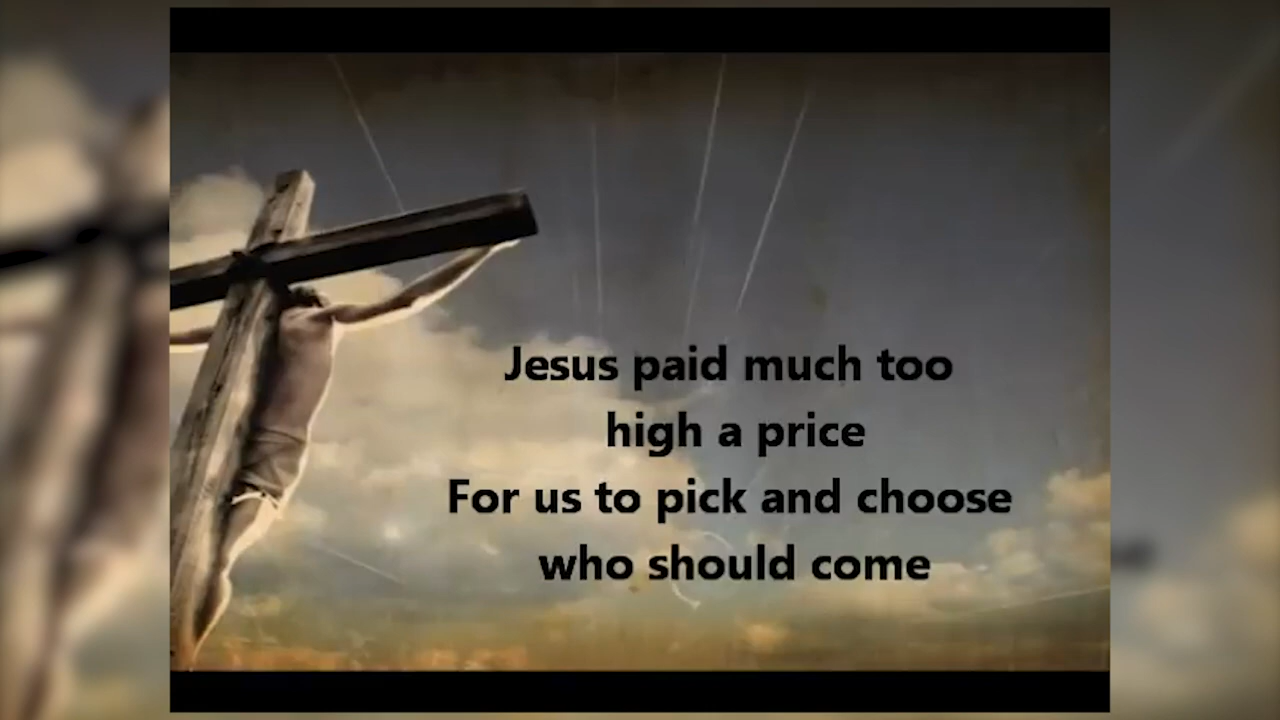 Jesus paid much too
high a price
For us to pick and choose
who should come